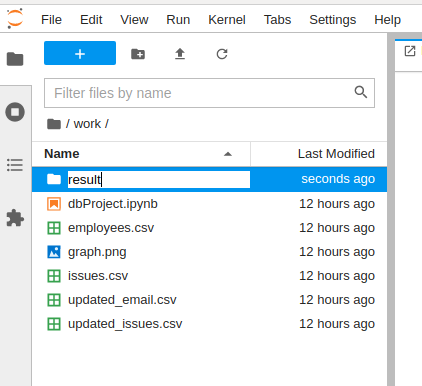 File Edit View Run Kernel Tabs Settings Help
+
Filter files by name
/ work /
Name Last Modified
result seconds ago
dbProject.ipynb 12 hours ago
employees.csv 12 hours ago
graph.png 12 hours ago
issues.csv 12 hours ago
updated_email.csv 12 hours ago
updated_issues.csv 12 hours ago